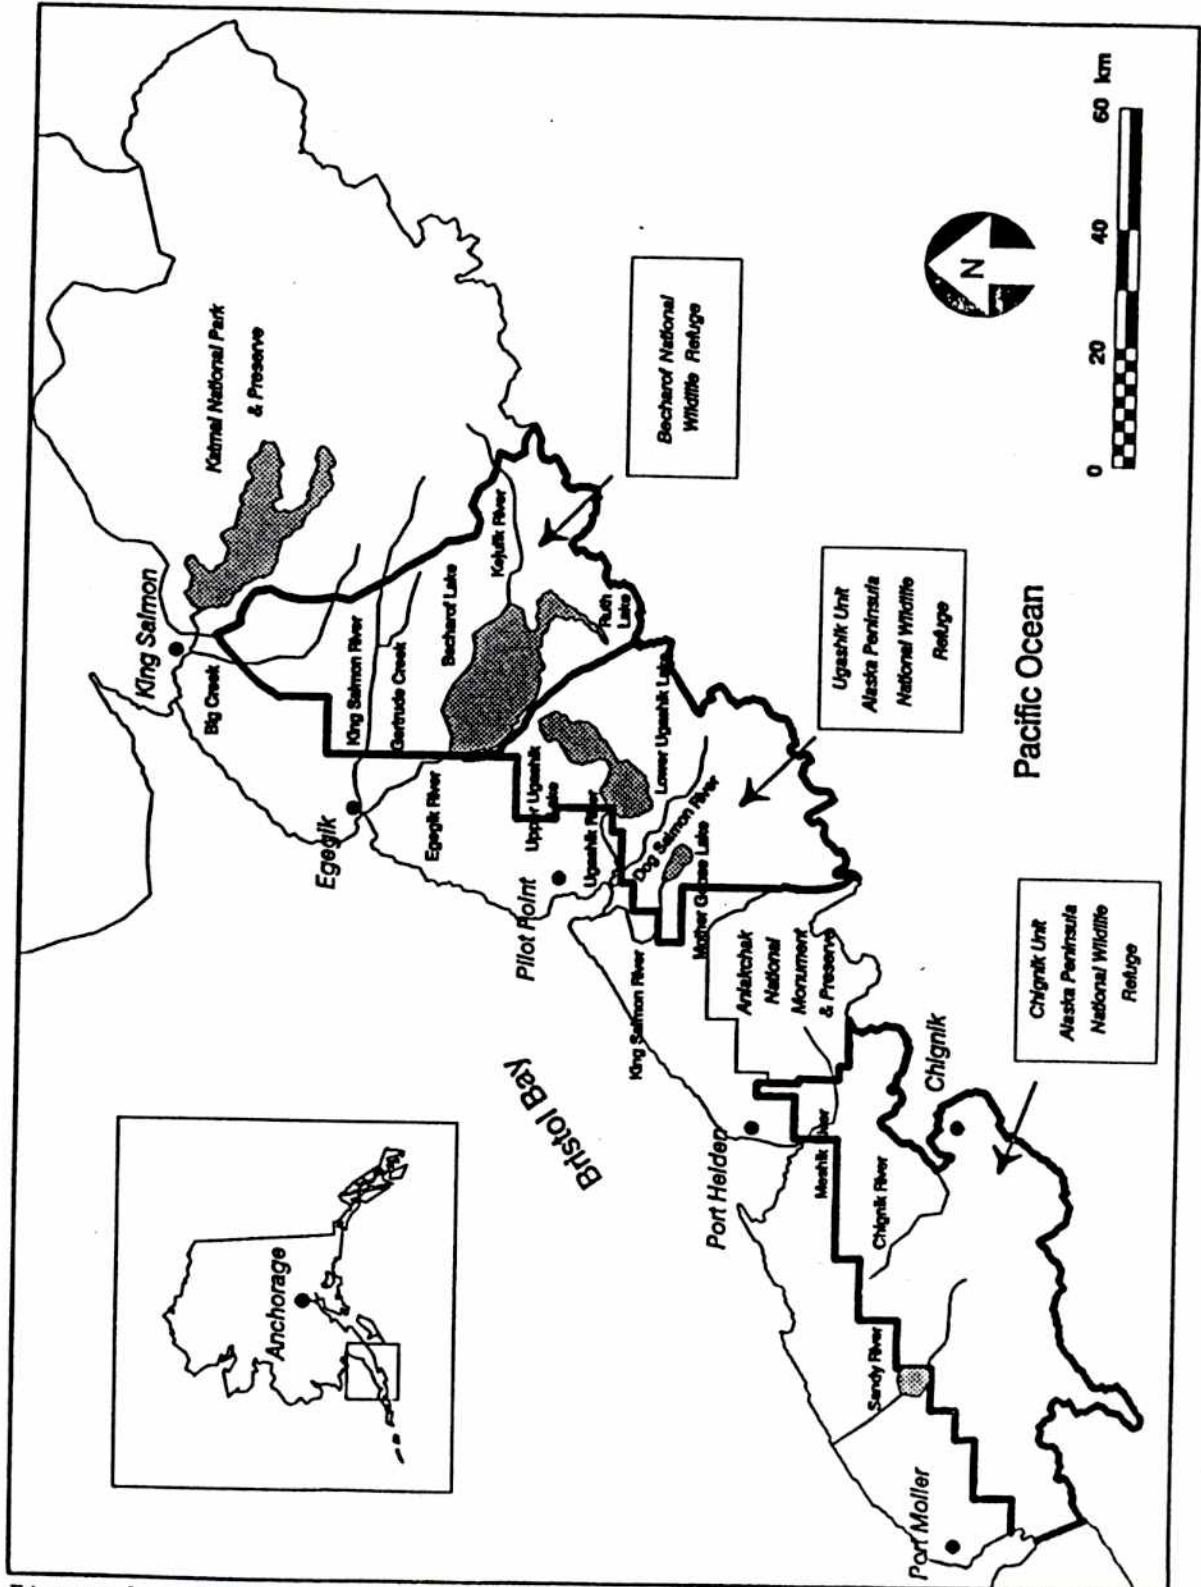 Katmai National Park
& Preserve
King Salmon
Big Creek
King Salmon River
Gertrude Creek
Becharof Lake
Kejulik River
Ruth
Lake
Becharof National
Wildlife Refuge
N
0
20
40
60 km
Egegik
Egegik River
Upper Ugashik
Lake
Lower Ugashik Lake
Ugashik River
Dog Salmon River
Mother Goose Lake
Pilot Point
King Salmon River
Ugashik Unit
Alaska Peninsula
National Wildlife
Refuge
Pacific Ocean
Aniakchak
National
Monument
& Preserve
Bristol Bay
Chignik
Chignik Unit
Alaska Peninsula
National Wildlife
Refuge
Port Heiden
Meshik
Chignik River
Sandy River
Port Moller
Anchorage